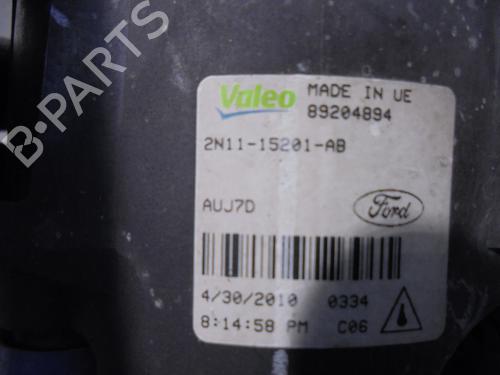 Valeo MADE IN UE
89204894
2N11-15201-AB
AUJ7D Ford
4/30/2010 0334
8:14:58 PM C06
B-PARTS